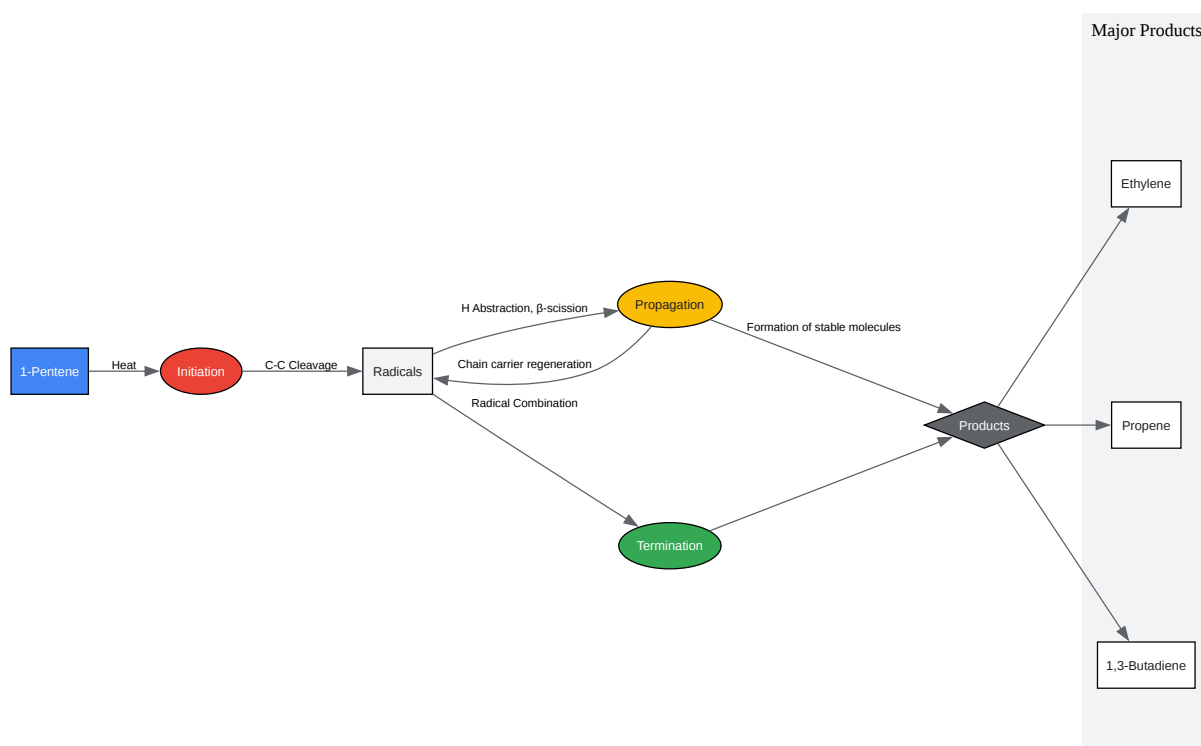 Major Products
Ethylene
Propagation
H Abstraction, β-scission
Formation of stable molecules
1-Pentene
Heat
Initiation
C-C Cleavage
Radicals
Chain carrier regeneration
Radical Combination
Products
Propene
Termination
1,3-Butadiene